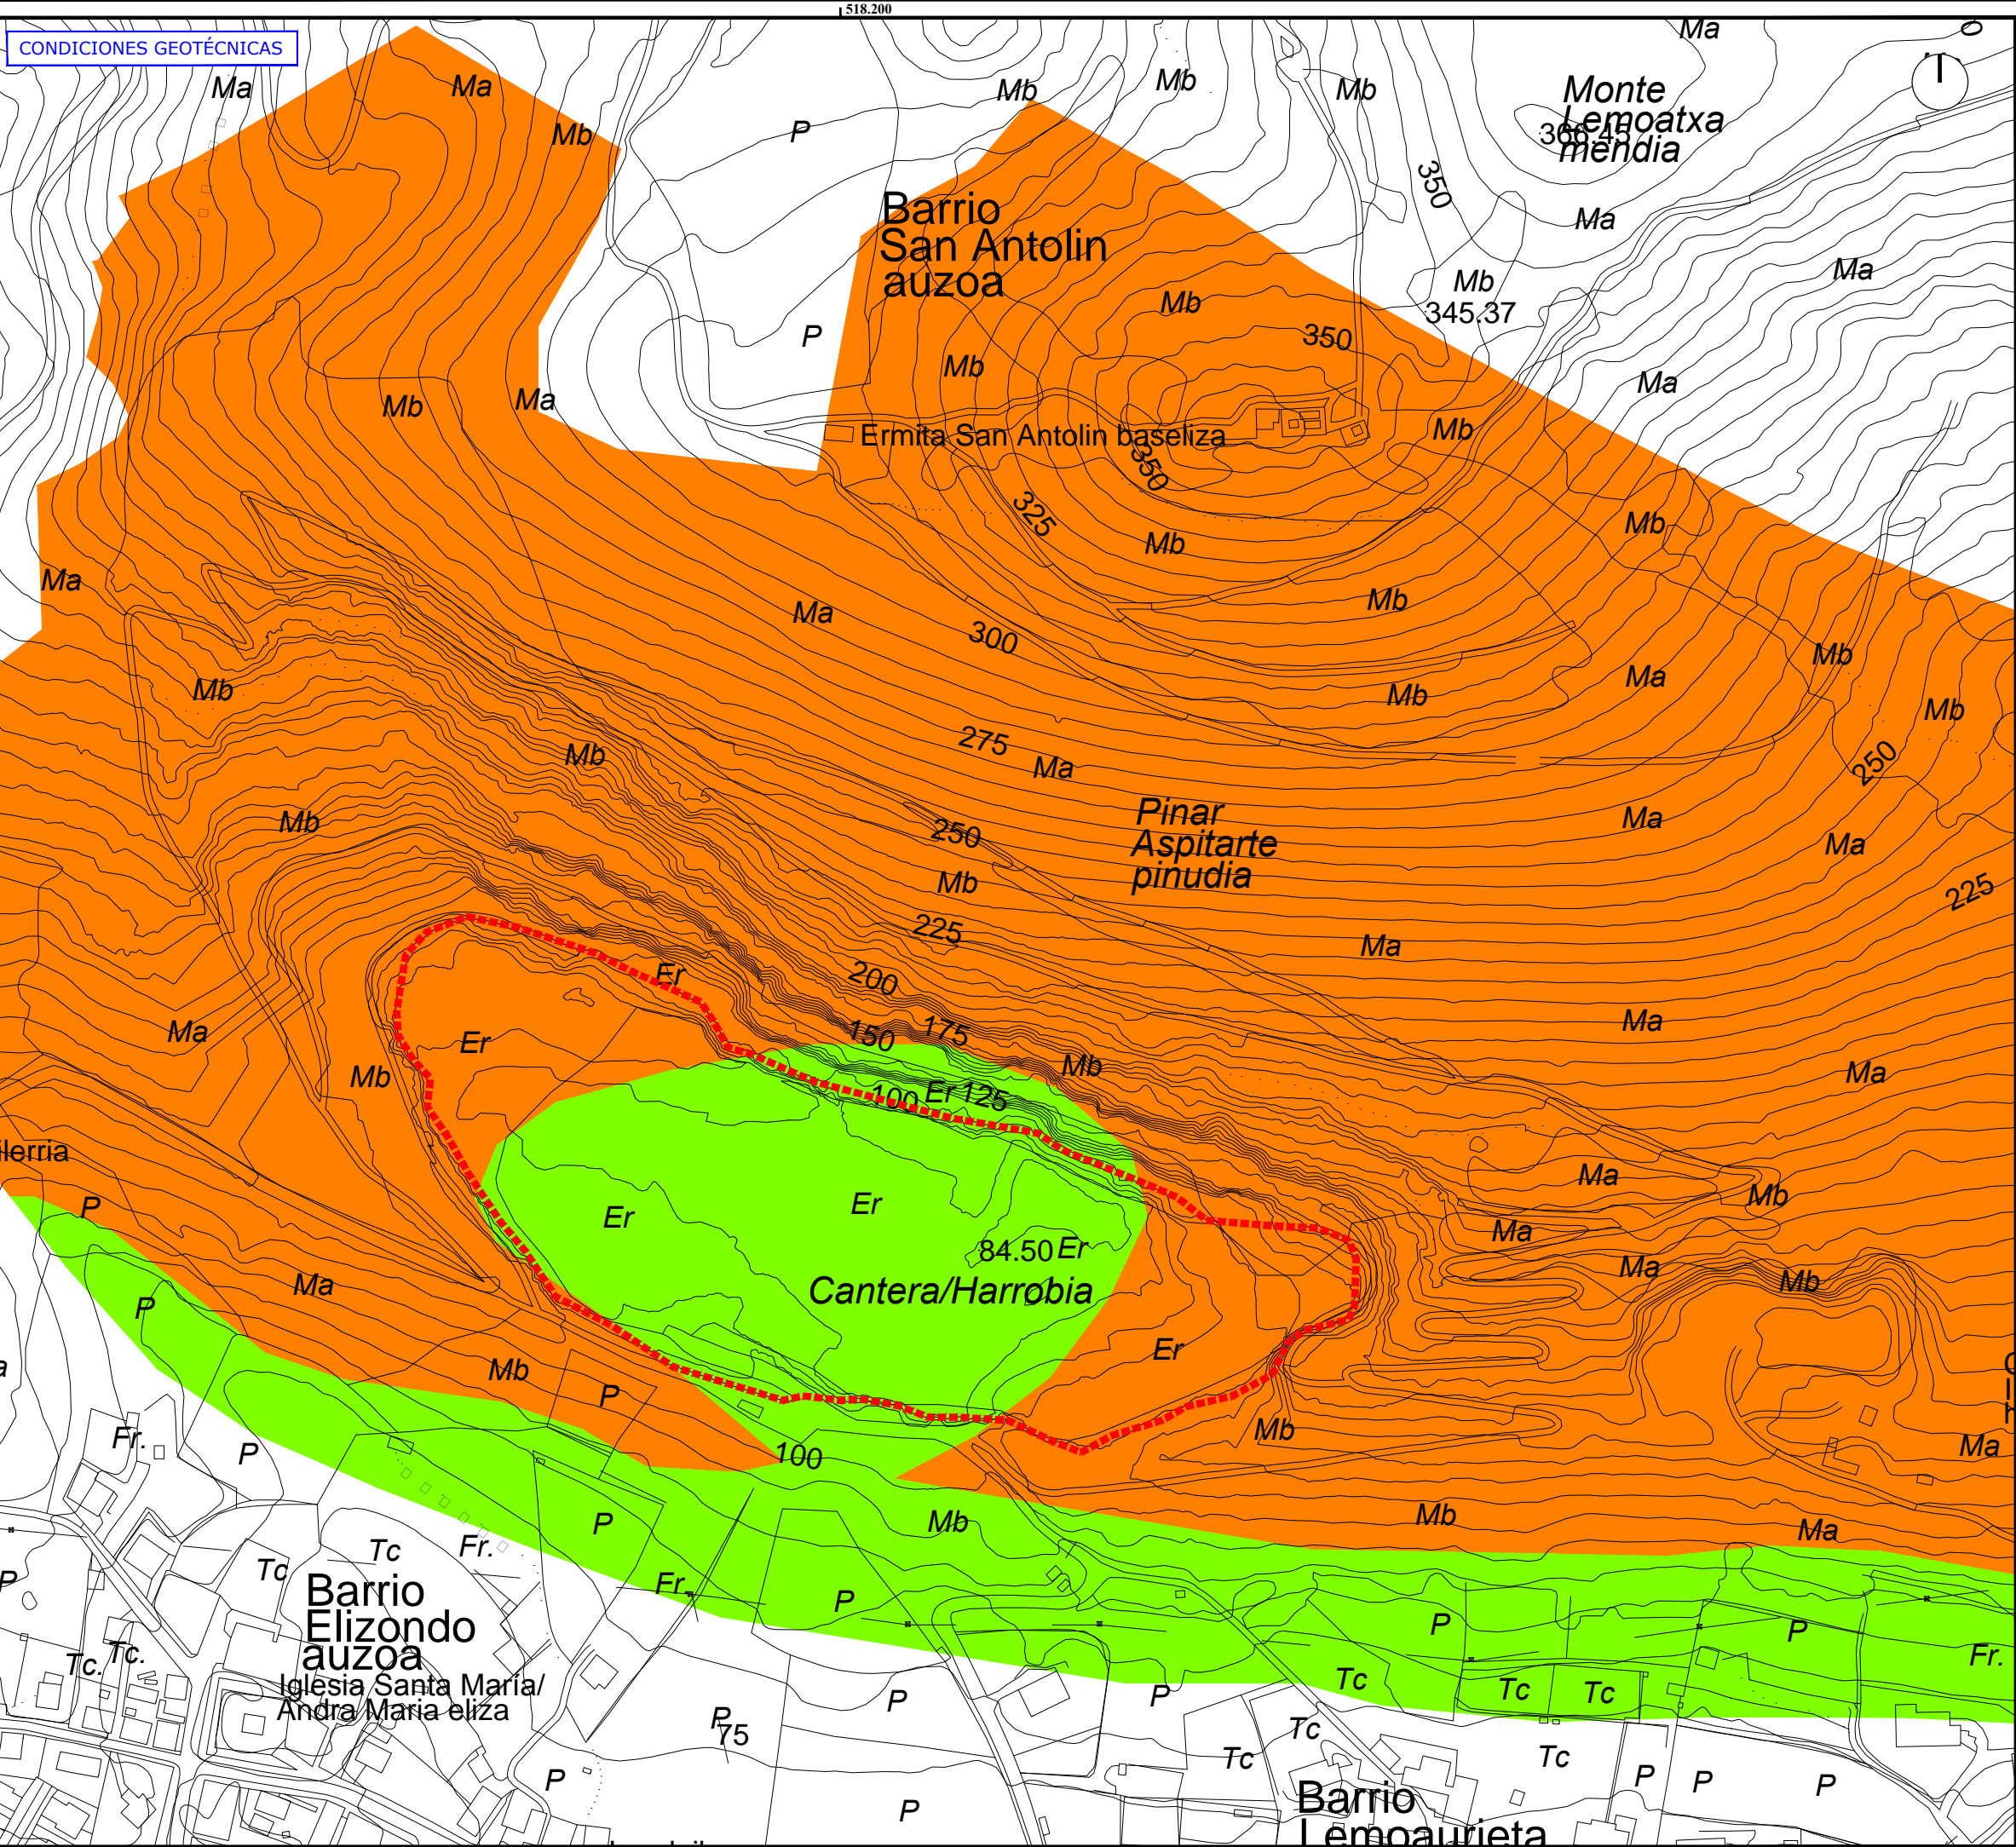 518.200
CONDICIONES GEOTÉCNICAS
Ma
Ma
Mb
P
Mb
Mb
Mb
Ma
Monte
Lemoatxa
mendia
350
Ma
Barrio
San Antolin
auzoa
Mb
Mb
345.37
Ma
P
350
Mb
Ma
Mb
Ma
Mb
Ermita San Antolin baseliza
350
325
Mb
Mb
Ma
Ma
300
Mb
Mb
Mb
Ma
Mb
Mb
Mb
275
Ma
250
Mb
Pinar
Aspitarte
pinudia
Ma
Ma
250
Mb
225
225
Ma
Er
200
150
175
Er
Ma
Mb
Mb
Ma
Ma
100
Er
125
ilerria
P
Er
Er
84.50
Er
Cantera/Harrobia
Ma
Mb
Ma
Ma
Mb
P
Ma
Er
Mb
P
Mb
Ma
Fr.
P
100
P
Mb
Mb
Ma
Tc
Tc
Fr.
Fr.
P
P
P
P
Barrio
Elizondo
auzoa
Iglesia Santa María/
Andra Maria eliza
Tc.
Tc.
Tc
Tc
Tc
Fr.
P
75
P
P
Tc
Tc
Tc
P
P
P
P
P
Barrio
Lemoaurieta